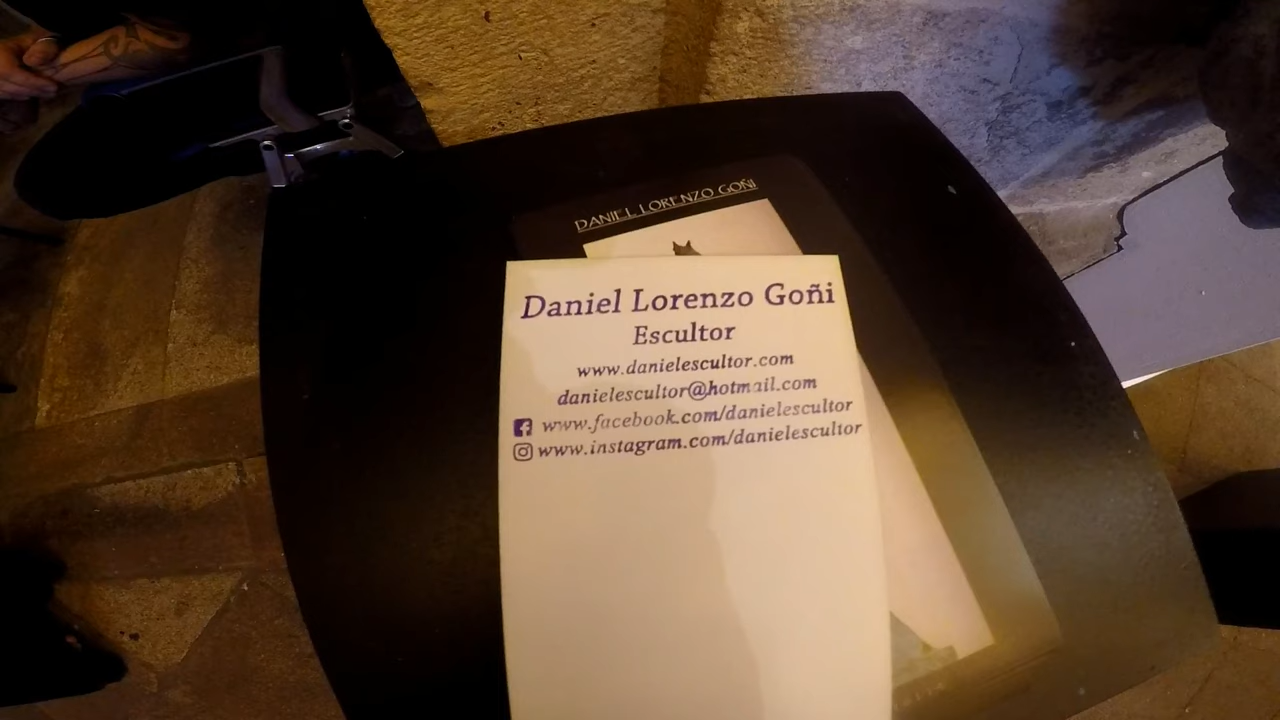 DANIEL LORENZO GOÑI
Daniel Lorenzo Goñi
Escultor
www.danielescultor.com
danielescultor@hotmail.com
www.facebook.com/danielescultor
www.instagram.com/danielescultor